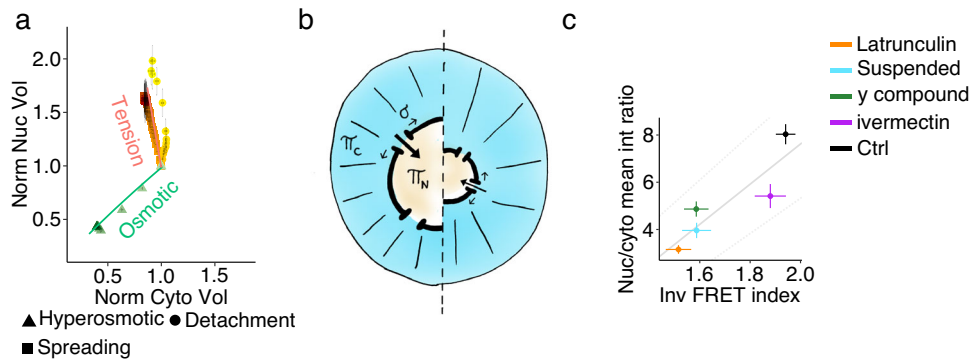 a
Norm Nuc Vol
2.0
1.5
1.0
0.5
Tension
Osmotic
0.5 1.0 1.5
Norm Cyto Vol
Hyperosmotic Detachment
Spreading
b
σ
π_C
π_N
c
Nuc/cyto mean int ratio
8
6
4
1.6 1.8 2.0
Inv FRET index
Latrunculin
Suspended
y compound
ivermectin
Ctrl